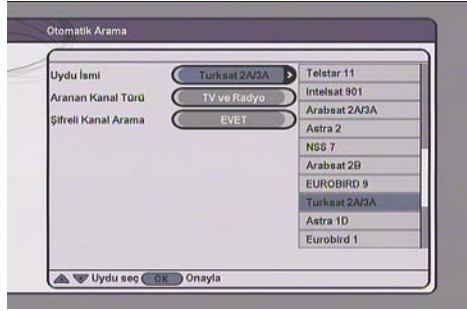 Otomatik Arama
Uydu İsmi
Turksat 2A/3A
Aranan Kanal Türü
TV ve Radyo
Şifreli Kanal Arama
EVET
Telstar 11
Intelsat 901
Arabsat 2A/3A
Astra 2
NSS 7
Arabsat 2B
EUROBIRD 9
Turksat 2A/3A
Astra 1D
Eurobird 1
Uydu seç OK Onayla